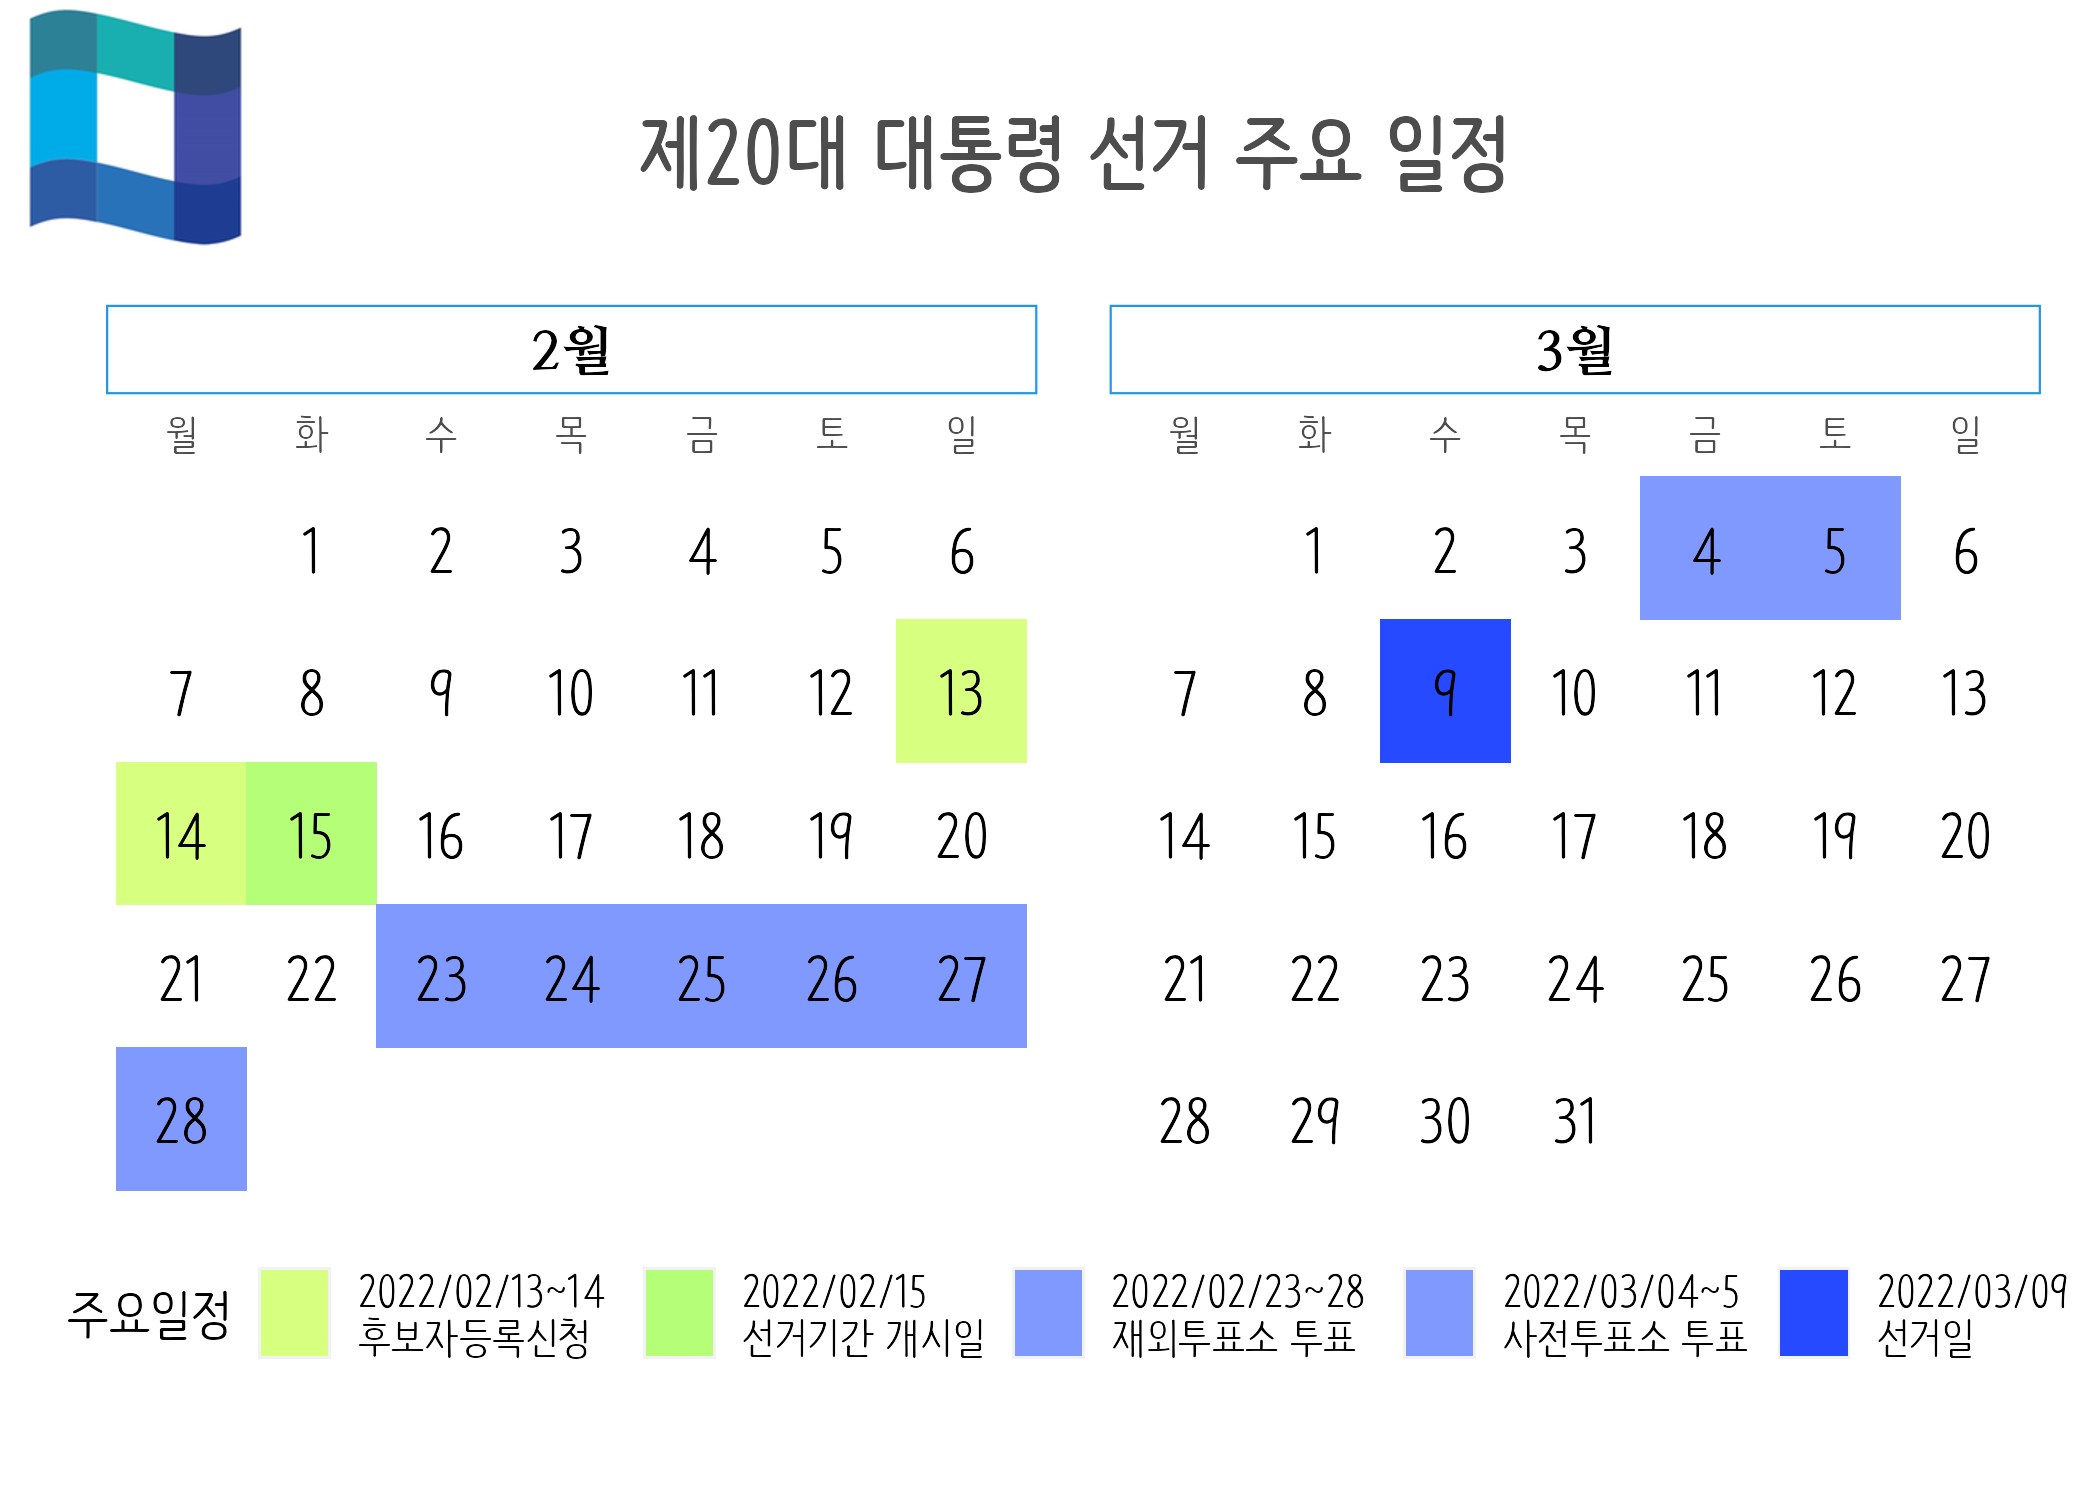 제20대 대통령 선거 주요 일정
2월
월 화 수 목 금 토 일
1 2 3 4 5 6
7 8 9 10 11 12 13
14 15 16 17 18 19 20
21 22 23 24 25 26 27
28
3월
월 화 수 목 금 토 일
1 2 3 4 5 6
7 8 9 10 11 12 13
14 15 16 17 18 19 20
21 22 23 24 25 26 27
28 29 30 31
주요일정
2022/02/13~14
후보자등록신청
2022/02/15
선거기간 개시일
2022/02/23~28
재외투표소 투표
2022/03/04~5
사전투표소 투표
2022/03/09
선거일